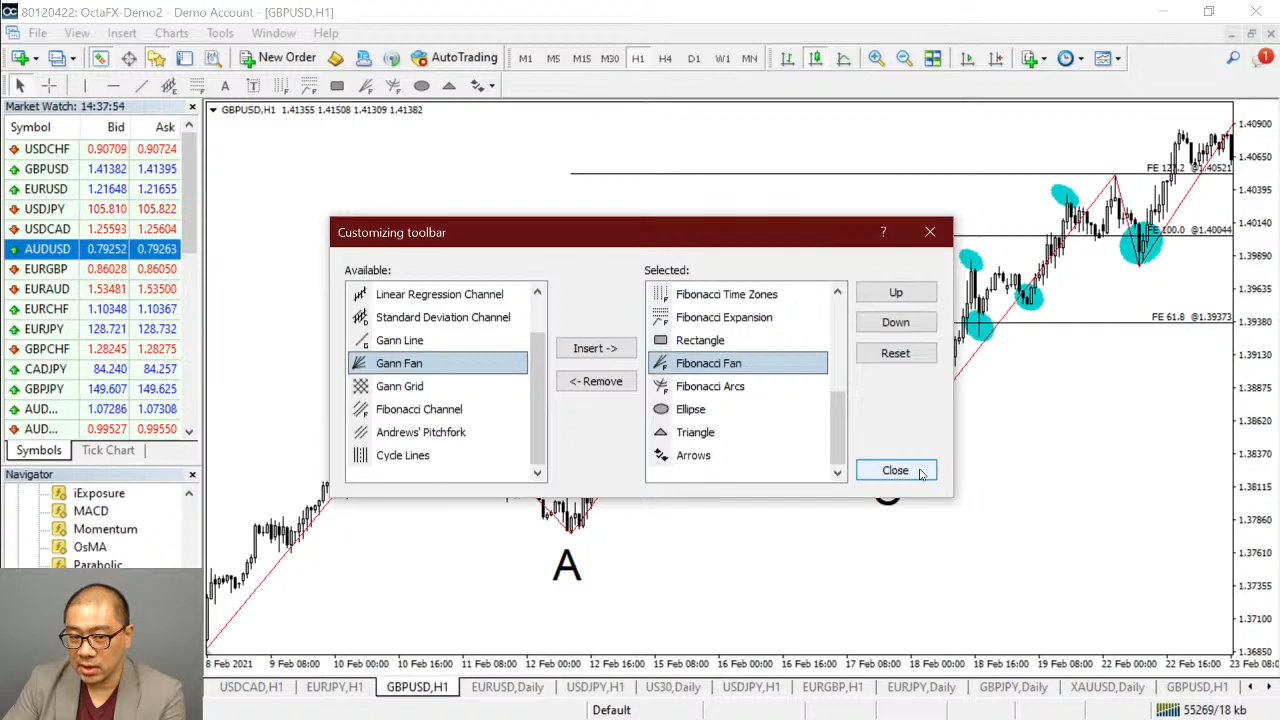 80120422: OctaFX-Demo2 - Demo Account - [GBPUSD,H1]
File View Insert Charts Tools Window Help
New Order AutoTrading M1 M5 M15 M30 H1 H4 D1 W1 MN 1
Market Watch: 14:37:54
Symbol Bid Ask
USDCHF 0.90709 0.90724
GBPUSD 1.41382 1.41395
EURUSD 1.21648 1.21655
USDJPY 105.810 105.822
USDCAD 1.25593 1.25604
AUDUSD 0.79252 0.79263
EURGBP 0.86028 0.86050
EURAUD 1.53481 1.53500
EURCHF 1.10348 1.10367
EURJPY 128.721 128.732
GBPCHF 1.28245 1.28275
CADJPY 84.240 84.257
GBPJPY 149.607 149.625
AUD... 1.07286 1.07308
AUD... 0.99527 0.99550
Symbols Tick Chart
Navigator
iExposure
MACD
Momentum
OsMA
Parabolic
GBPUSD,H1 1.41355 1.41508 1.41309 1.41382
FE 127.2 @1.40521
FE 100.0 @1.40044
FE 61.8 @1.39373
A
1.40900
1.40650
1.40395
1.40140
1.39890
1.39635
1.39380
1.39130
1.38875
1.38620
1.38370
1.38115
1.37865
1.37610
1.37355
1.37100
1.36850
Customizing toolbar
Available:
Linear Regression Channel
Standard Deviation Channel
Gann Line
Gann Fan
Gann Grid
Fibonacci Channel
Andrews' Pitchfork
Cycle Lines
Insert ->
<- Remove
Selected:
Fibonacci Time Zones
Fibonacci Expansion
Rectangle
Fibonacci Fan
Fibonacci Arcs
Ellipse
Triangle
Arrows
Up
Down
Reset
Close
8 Feb 2021 9 Feb 08:00 10 Feb 00:00 10 Feb 16:00 11 Feb 08:00 12 Feb 00:00 12 Feb 16:00 15 Feb 08:00 16 Feb 00:00 16 Feb 16:00 17 Feb 08:00 18 Feb 00:00 18 Feb 16:00 19 Feb 08:00 22 Feb 00:00 22 Feb 16:00 23 Feb 08:00
USDCAD,H1 EURJPY,H1 GBPUSD,H1 EURUSD,Daily USDJPY,H1 US30,Daily USDJPY,H1 EURGBP,H1 EURJPY,Daily GBPJPY,Daily XAUUSD,Daily GBPUSD,H1
Default 55269/18 kb